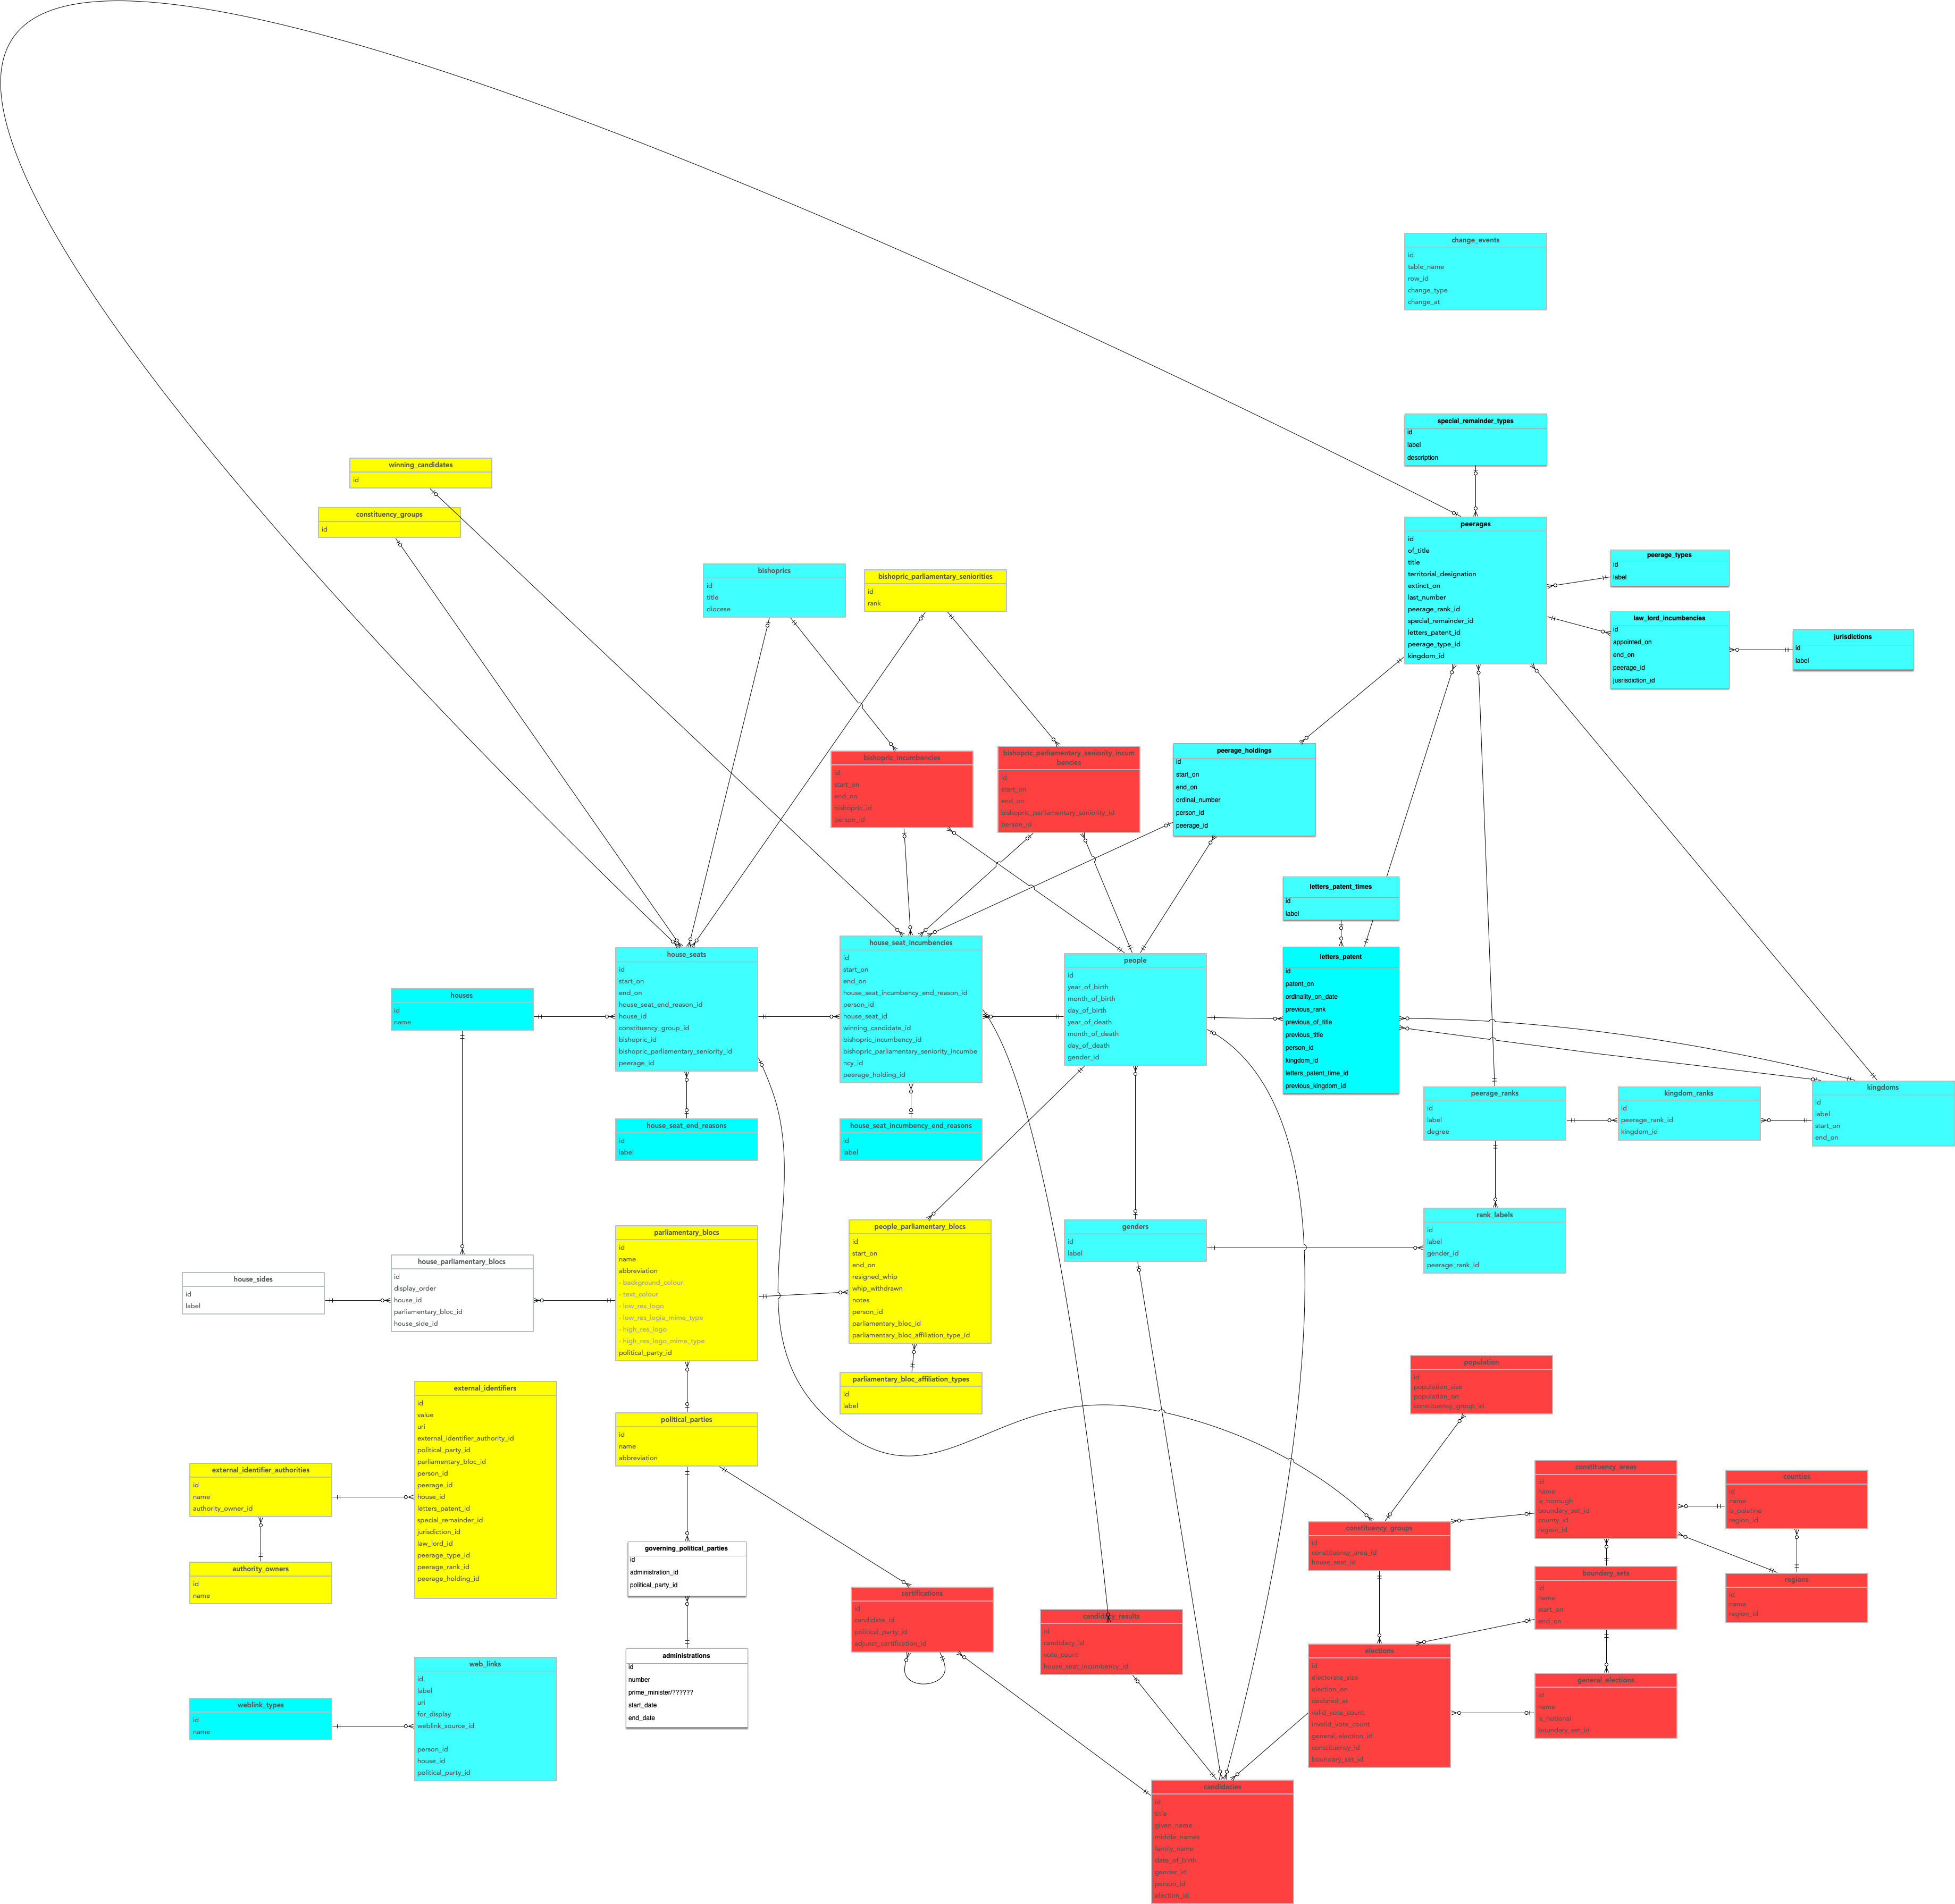 change_events
id
table_name
row_id
change_type
change_at
special_remainder_types
id
label
description
winning_candidates
id
constituency_groups
id
peerages
id
of_title
title
territorial_designation
extinct_on
last_number
peerage_rank_id
special_remainder_id
letters_patent_id
peerage_type_id
kingdom_id
peerage_types
id
label
law_lord_incumbencies
id
appointed_on
end_on
peerage_id
jusrisdiction_id
jurisdictions
id
label
bishoprics
id
title
diocese
bishopric_parliamentary_seniorities
id
rank
bishopric_incumbencies
id
start_on
end_on
bishopric_id
person_id
bishopric_parliamentary_seniority_incum
bencies
id
start_on
end_on
bishopric_parliamentary_seniority_id
person_id
peerage_holdings
id
start_on
end_on
ordinal_number
person_id
peerage_id
letters_patent_times
id
label
houses
id
name
house_seats
id
start_on
end_on
house_seat_end_reason_id
house_id
constituency_group_id
bishopric_id
bishopric_parliamentary_seniority_id
peerage_id
house_seat_incumbencies
id
start_on
end_on
house_seat_incumbency_end_reason_id
person_id
house_seat_id
winning_candidate_id
bishopric_incumbency_id
bishopric_parliamentary_seniority_incumbe
ncy_id
peerage_holding_id
people
id
year_of_birth
month_of_birth
day_of_birth
year_of_death
month_of_death
day_of_death
gender_id
letters_patent
id
patent_on
ordinality_on_date
previous_rank
previous_of_title
previous_title
person_id
kingdom_id
letters_patent_time_id
previous_kingdom_id
peerage_ranks
id
label
degree
kingdom_ranks
id
peerage_rank_id
kingdom_id
kingdoms
id
label
start_on
end_on
house_seat_end_reasons
id
label
house_seat_incumbency_end_reasons
id
label
rank_labels
id
label
gender_id
peerage_rank_id
genders
id
label
house_sides
id
label
house_parliamentary_blocs
id
display_order
house_id
parliamentary_bloc_id
house_side_id
parliamentary_blocs
id
name
abbreviation
- background_colour
- text_colour
- low_res_logo
- low_res_logia_mime_type
- high_res_logo
- high_res_logo_mime_type
political_party_id
people_parliamentary_blocs
id
start_on
end_on
resigned_whip
whip_withdrawn
notes
person_id
parliamentary_bloc_id
parliamentary_bloc_affiliation_type_id
parliamentary_bloc_affiliation_types
id
label
external_identifiers
id
value
uri
external_identifier_authority_id
political_party_id
parliamentary_bloc_id
person_id
peerage_id
house_id
letters_patent_id
special_remainder_id
jurisdiction_id
law_lord_id
peerage_type_id
peerage_rank_id
peerage_holding_id
external_identifier_authorities
id
name
authority_owner_id
authority_owners
id
name
political_parties
id
name
abbreviation
governing_political_parties
id
administration_id
political_party_id
administrations
id
number
prime_minister/??????
start_date
end_date
web_links
id
label
uri
for_display
weblink_source_id
person_id
house_id
political_party_id
weblink_types
id
name
certifications
id
candidate_id
political_party_id
adjunct_certification_id
candidacy_results
id
candidacy_id
vote_count
house_seat_incumbency_id
population
id
population_size
population_on
constituency_group_id
constituency_groups
id
constituency_area_id
house_seat_id
constituency_areas
id
name
is_borough
boundary_set_id
county_id
region_id
counties
id
name
is_palatine
region_id
boundary_sets
id
name
start_on
end_on
regions
id
name
region_id
elections
id
electorate_size
election_on
declared_at
valid_vote_count
invalid_vote_count
general_election_id
constituency_id
boundary_set_id
general_elections
id
name
is_notional
boundary_set_id
candidacies
id
title
given_name
middle_names
family_name
date_of_birth
gender_id
person_id
election_id